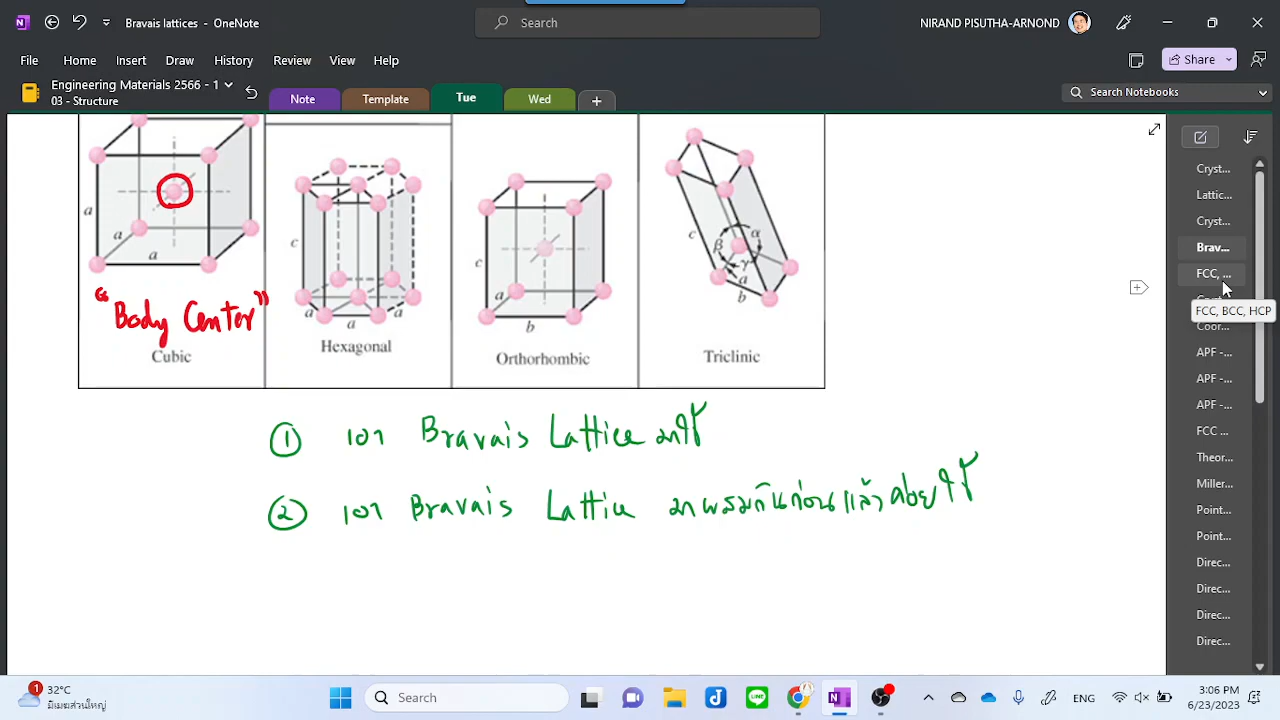 Bravais lattices - OneNote
Search
NIRAND PISUTHA-ARNOND
File Home Insert Draw History Review View Help
Share
Engineering Materials 2566 - 1
03 - Structure
Note
Template
Tue
Wed
+
Search Notebooks
a
a
a
c
a
a
a
c
a
b
c
β
α
γ
a
b
"Body Center"
Cubic
Hexagonal
Orthorhombic
Triclinic
① เอา Bravais Lattice มาใช้
② เอา Bravais Lattice มาผสมกันก่อนแล้วค่อยใช้
Cryst...
Lattic...
Cryst...
Brav...
FCC, ...
FCC, BCC, HCP
Coor...
APF -...
APF -...
APF -...
FCC ...
Theor...
Miller...
Point...
Point...
Direc...
Direc...
Direc...
Direc...
1
32°C
Search
ENG
3:06 PM
6/23/2023